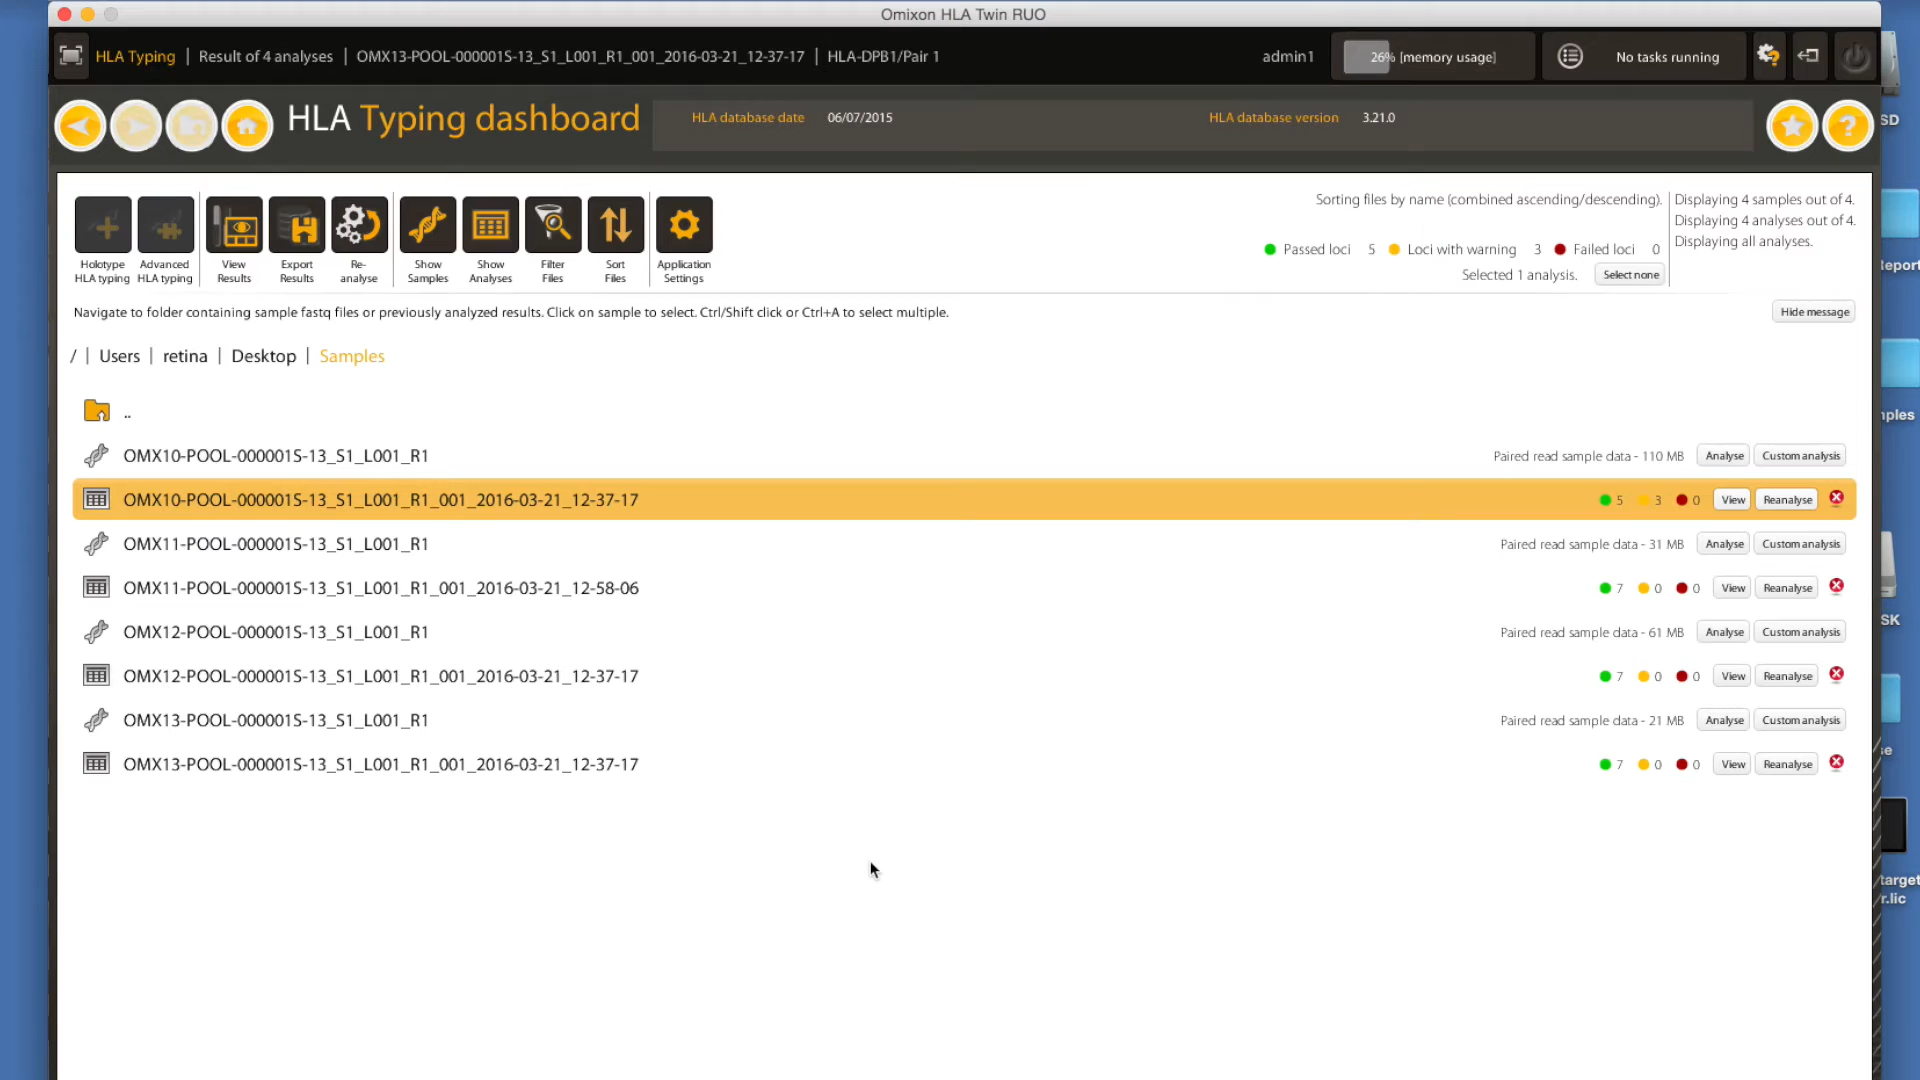 Omixon HLA Twin RUO
HLA Typing | Result of 4 analyses | OMX13-POOL-000001S-13_S1_L001_R1_001_2016-03-21_12-37-17 | HLA-DPB1/Pair 1
admin1
26% [memory usage]
No tasks running
HLA Typing dashboard
HLA database date 06/07/2015
HLA database version 3.21.0
Holotype HLA typing
Advanced HLA typing
View Results
Export Results
Re-analyse
Show Samples
Show Analyses
Filter Files
Sort Files
Application Settings
Sorting files by name (combined ascending/descending).
Passed loci 5 Loci with warning 3 Failed loci 0
Selected 1 analysis. Select none
Displaying 4 samples out of 4.
Displaying 4 analyses out of 4.
Displaying all analyses.
Navigate to folder containing sample fastq files or previously analyzed results. Click on sample to select. Ctrl/Shift click or Ctrl+A to select multiple.
Hide message
/ | Users | retina | Desktop | Samples
..
OMX10-POOL-000001S-13_S1_L001_R1 Paired read sample data - 110 MB Analyse Custom analysis
OMX10-POOL-000001S-13_S1_L001_R1_001_2016-03-21_12-37-17 5 3 0 View Reanalyse
OMX11-POOL-000001S-13_S1_L001_R1 Paired read sample data - 31 MB Analyse Custom analysis
OMX11-POOL-000001S-13_S1_L001_R1_001_2016-03-21_12-58-06 7 0 0 View Reanalyse
OMX12-POOL-000001S-13_S1_L001_R1 Paired read sample data - 61 MB Analyse Custom analysis
OMX12-POOL-000001S-13_S1_L001_R1_001_2016-03-21_12-37-17 7 0 0 View Reanalyse
OMX13-POOL-000001S-13_S1_L001_R1 Paired read sample data - 21 MB Analyse Custom analysis
OMX13-POOL-000001S-13_S1_L001_R1_001_2016-03-21_12-37-17 7 0 0 View Reanalyse
SD
Report
nples
SK
se
target
r.lic